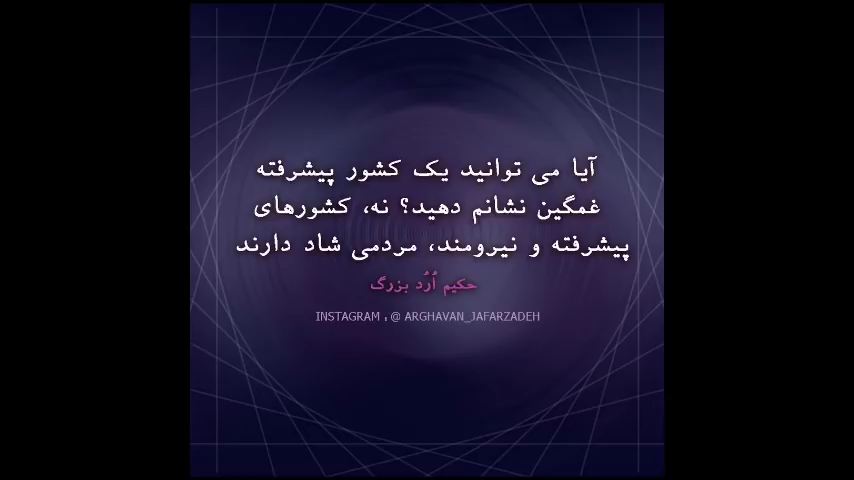 آیا می توانید یک کشور پیشرفته
غمگین نشانم دهید؟ نه، کشورهای
پیشرفته و نیرومند، مردمی شاد دارند
حکیم اُرُد بزرگ
INSTAGRAM : @ ARGHAVAN_JAFARZADEH